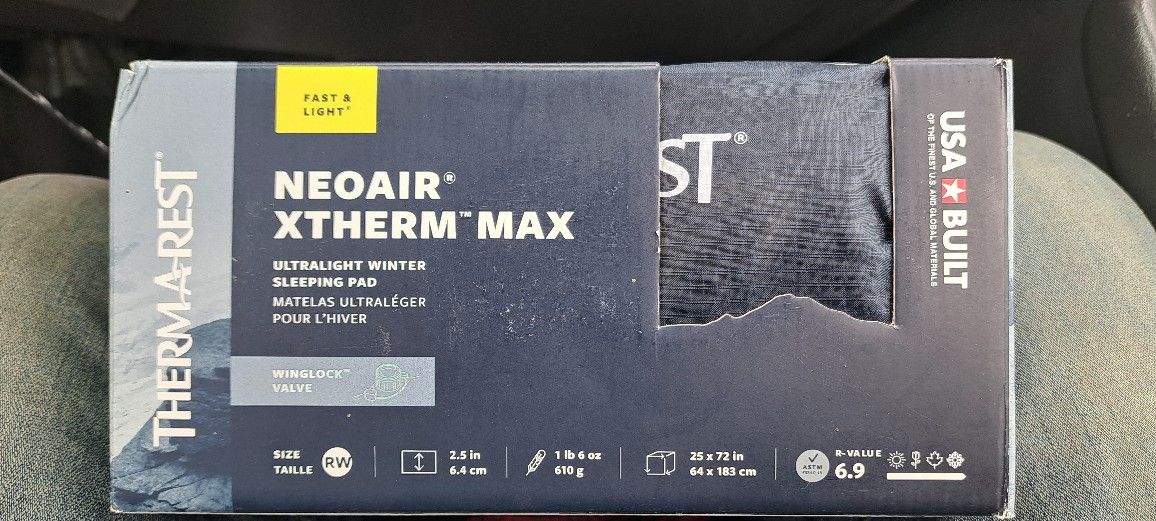 THERMAREST®
FAST &
LIGHT®
NEOAIR®
XTHERM™ MAX
ULTRALIGHT WINTER
SLEEPING PAD
MATELAS ULTRALÉGER
POUR L'HIVER
WINGLOCK™
VALVE
SIZE
TAILLE
RW
2.5 in
6.4 cm
1 lb 6 oz
610 g
25 x 72 in
64 x 183 cm
ASTM
R-VALUE
6.9
ST®
USA BUILT
OF THE FINEST U.S. AND GLOBAL MATERIALS